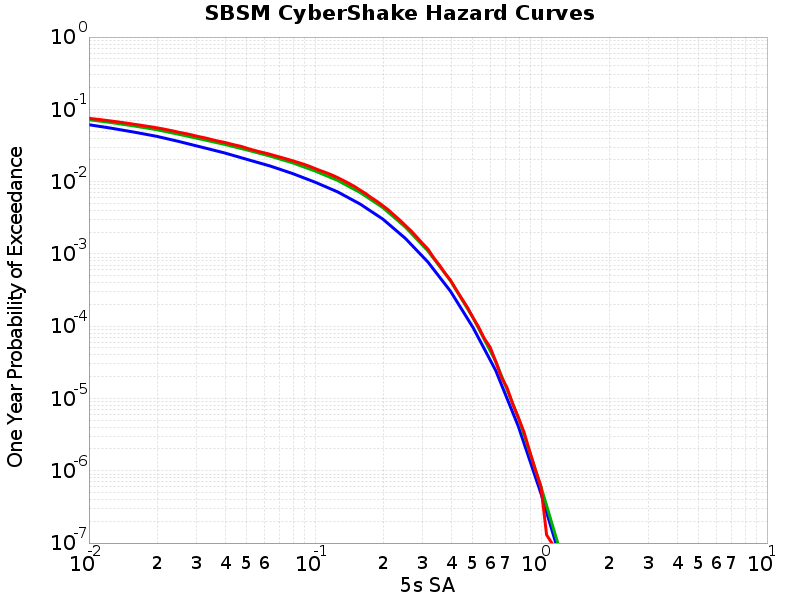 SBSM CyberShake Hazard Curves
10^0
10^-1
10^-2
10^-3
10^-4
10^-5
10^-6
10^-7
One Year Probability of Exceedance
10^-2 2 3 4 5 6 10^-1 2 3 4 5 6 7 10^0 2 3 4 5 6 7 10^1
5s SA